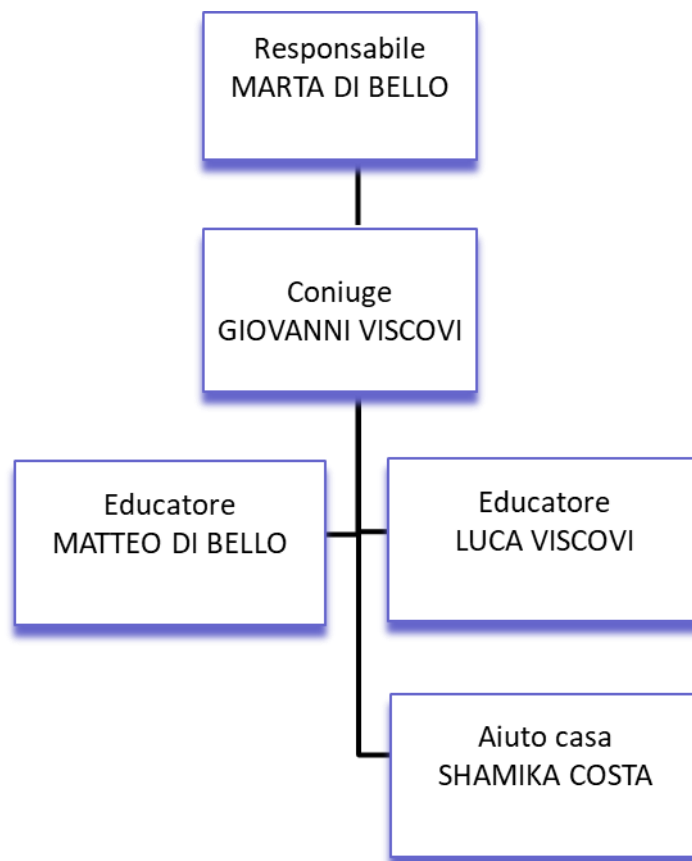 Responsabile
MARTA DI BELLO
Coniuge
GIOVANNI VISCOVI
Educatore
MATTEO DI BELLO
Educatore
LUCA VISCOVI
Aiuto casa
SHAMIKA COSTA